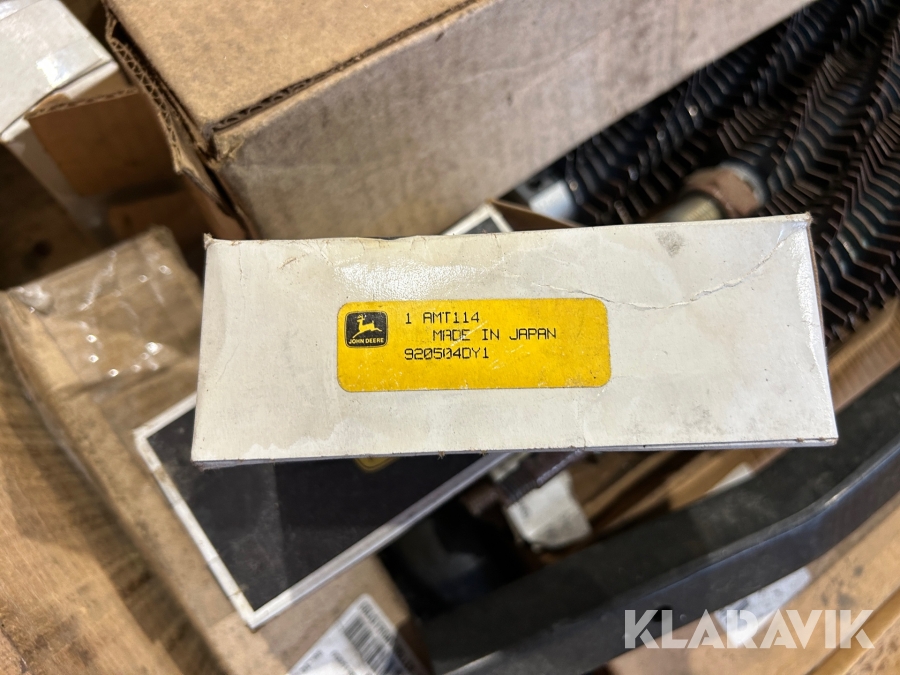 1 AMT114
MADE IN JAPAN
JOHN DEERE
920504DY1
KLARAVIK